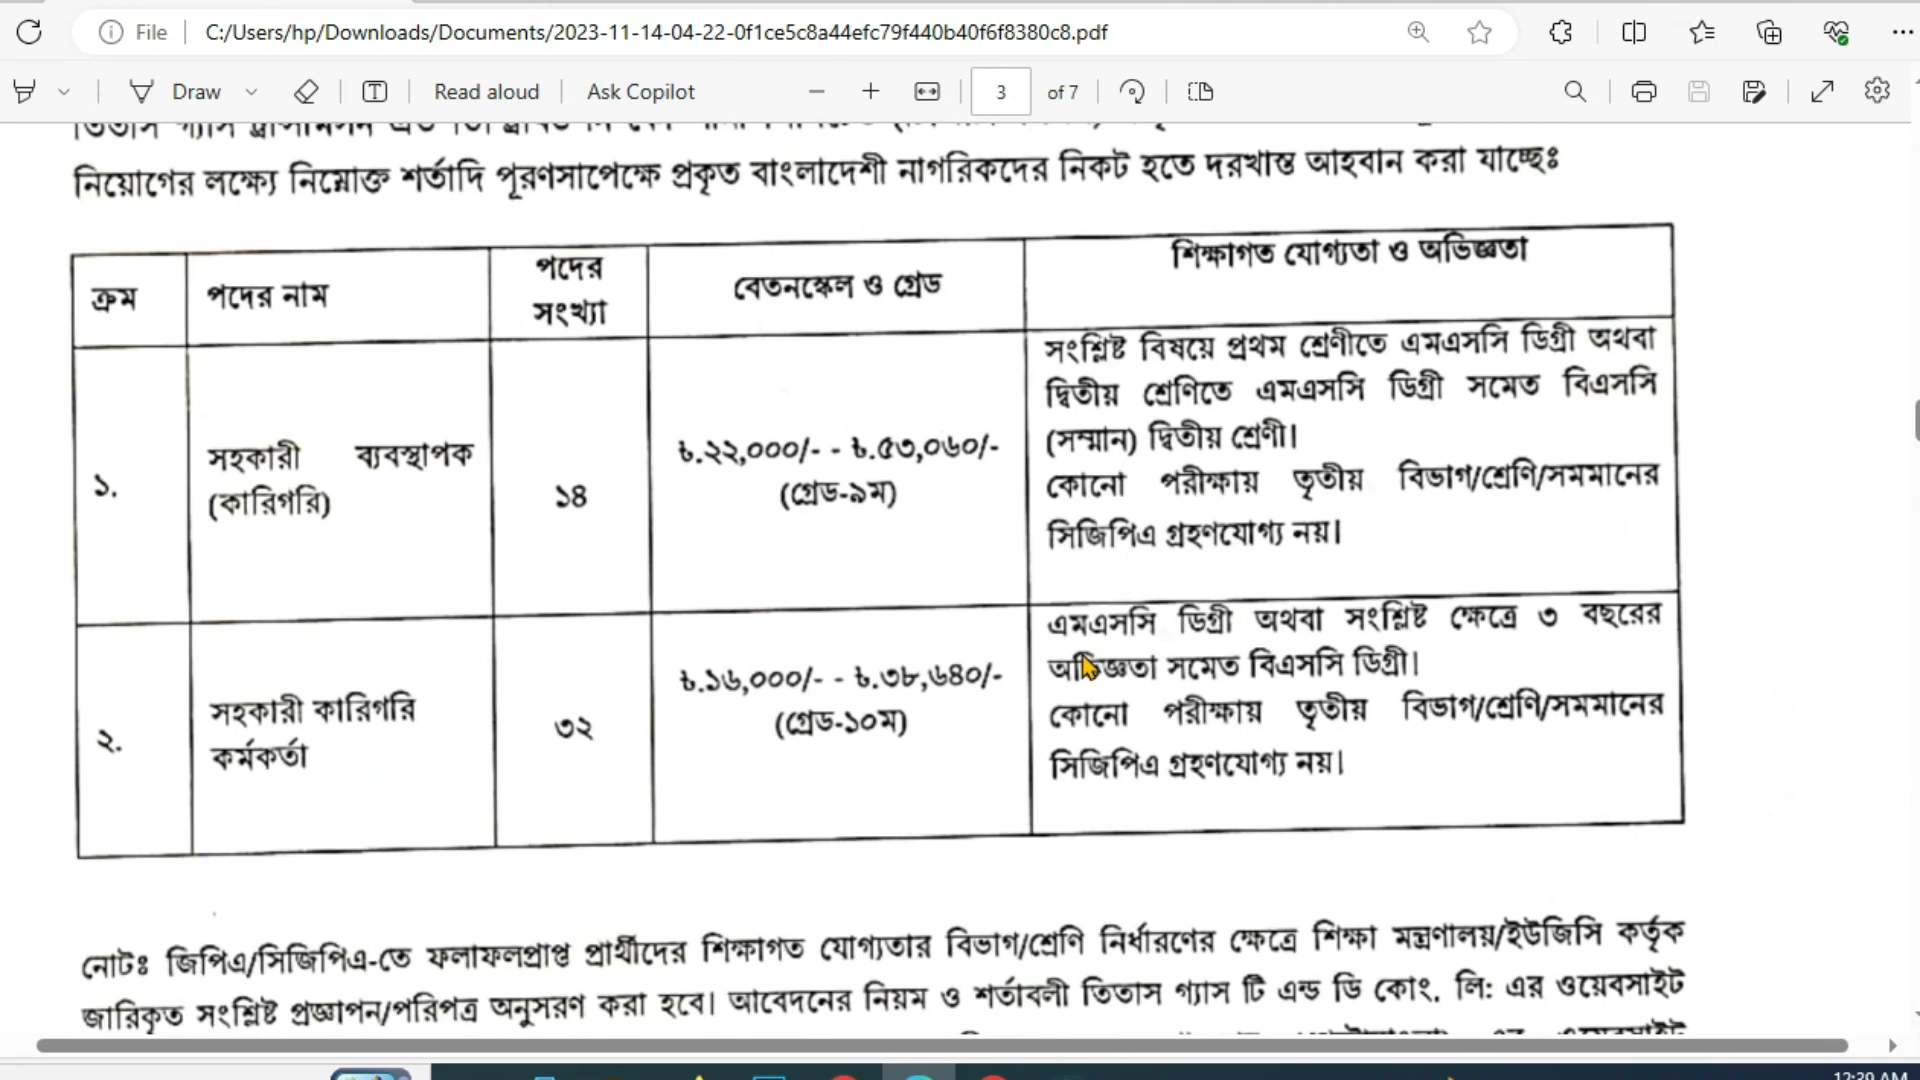 File
C:/Users/hp/Downloads/Documents/2023-11-14-04-22-0f1ce5c8a44efc79f440b40f6f8380c8.pdf
Draw
Read aloud
Ask Copilot
3
of 7
নিয়োগের লক্ষ্যে নিম্নোক্ত শর্তাদি পূরণসাপেক্ষে প্রকৃত বাংলাদেশী নাগরিকদের নিকট হতে দরখাস্ত আহবান করা যাচ্ছেঃ
ক্রম
পদের নাম
পদের
সংখ্যা
বেতনস্কেল ও গ্রেড
শিক্ষাগত যোগ্যতা ও অভিজ্ঞতা
১.
সহকারী ব্যবস্থাপক
(কারিগরি)
১৪
৳.২২,০০০/- - ৳.৫৩,০৬০/-
(গ্রেড-৯ম)
সংশ্লিষ্ট বিষয়ে প্রথম শ্রেণীতে এমএসসি ডিগ্রী অথবা
দ্বিতীয় শ্রেণিতে এমএসসি ডিগ্রী সমেত বিএসসি
(সম্মান) দ্বিতীয় শ্রেণী।
কোনো পরীক্ষায় তৃতীয় বিভাগ/শ্রেণি/সমমানের
সিজিপিএ গ্রহণযোগ্য নয়।
২.
সহকারী কারিগরি
কর্মকর্তা
৩২
৳.১৬,০০০/- - ৳.৩৮,৬৪০/-
(গ্রেড-১০ম)
এমএসসি ডিগ্রী অথবা সংশ্লিষ্ট ক্ষেত্রে ৩ বছরের
অভিজ্ঞতা সমেত বিএসসি ডিগ্রী।
কোনো পরীক্ষায় তৃতীয় বিভাগ/শ্রেণি/সমমানের
সিজিপিএ গ্রহণযোগ্য নয়।
নোটঃ জিপিএ/সিজিপিএ-তে ফলাফলপ্রাপ্ত প্রার্থীদের শিক্ষাগত যোগ্যতার বিভাগ/শ্রেণি নির্ধারণের ক্ষেত্রে শিক্ষা মন্ত্রণালয়/ইউজিসি কর্তৃক
জারিকৃত সংশ্লিষ্ট প্রজ্ঞাপন/পরিপত্র অনুসরণ করা হবে। আবেদনের নিয়ম ও শর্তাবলী তিতাস গ্যাস টি এন্ড ডি কোং. লি: এর ওয়েবসাইট